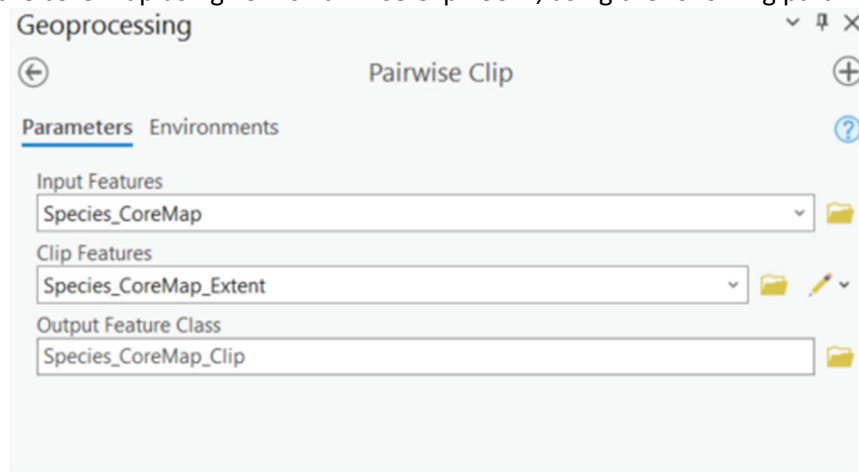 Geoprocessing
Pairwise Clip
Parameters Environments
Input Features
Species_CoreMap
Clip Features
Species_CoreMap_Extent
Output Feature Class
Species_CoreMap_Clip